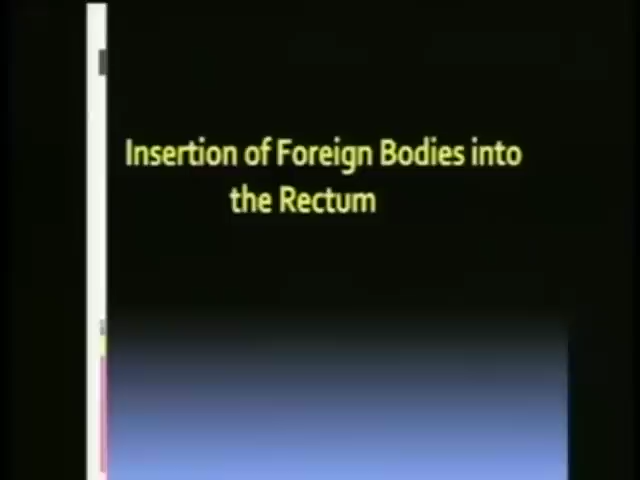 Insertion of Foreign Bodies into
the Rectum